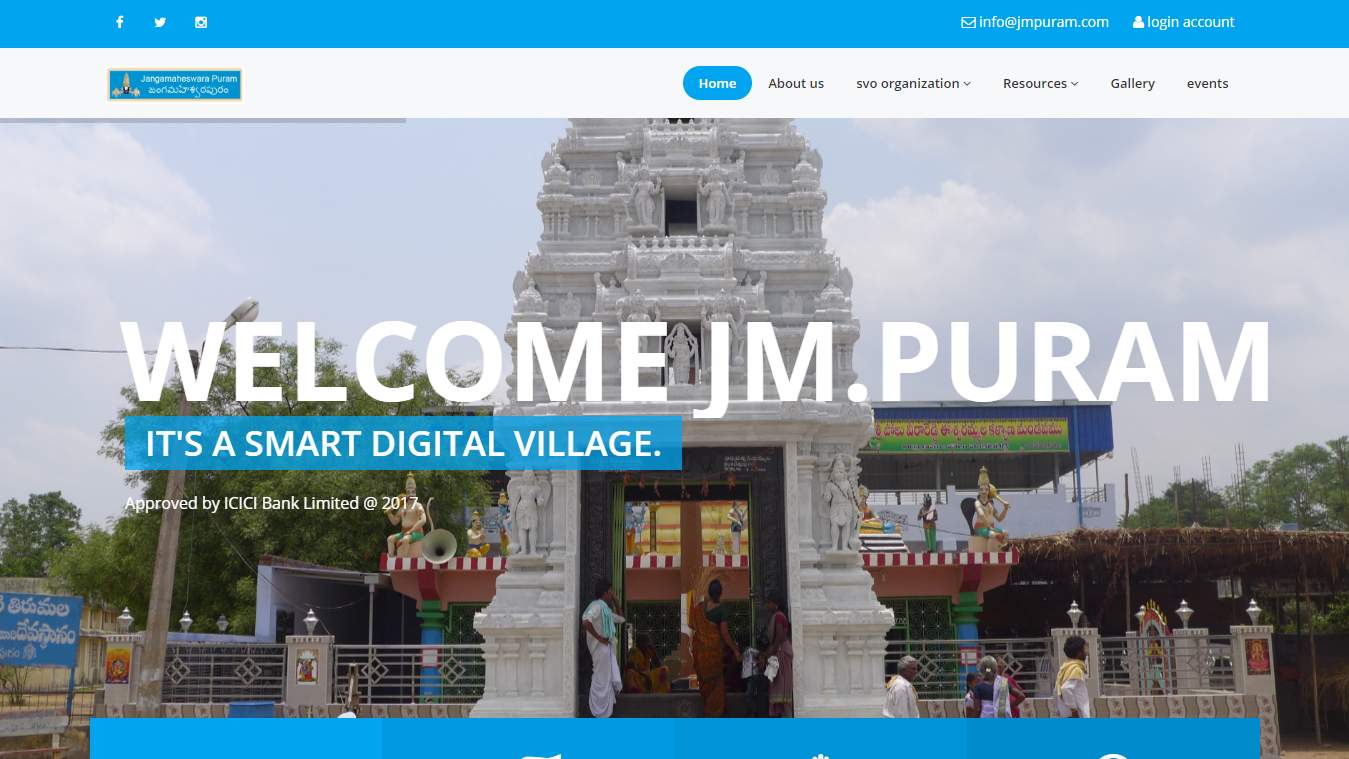 info@jmpuram.com
login account
Jangamaheswara Puram
జంగమహేశ్వరపురం
Home
About us
svo organization
Resources
Gallery
events
WELCOME JM.PURAM
IT'S A SMART DIGITAL VILLAGE.
Approved by ICICI Bank Limited @ 2017.
తిరుమల
దేవస్థానం